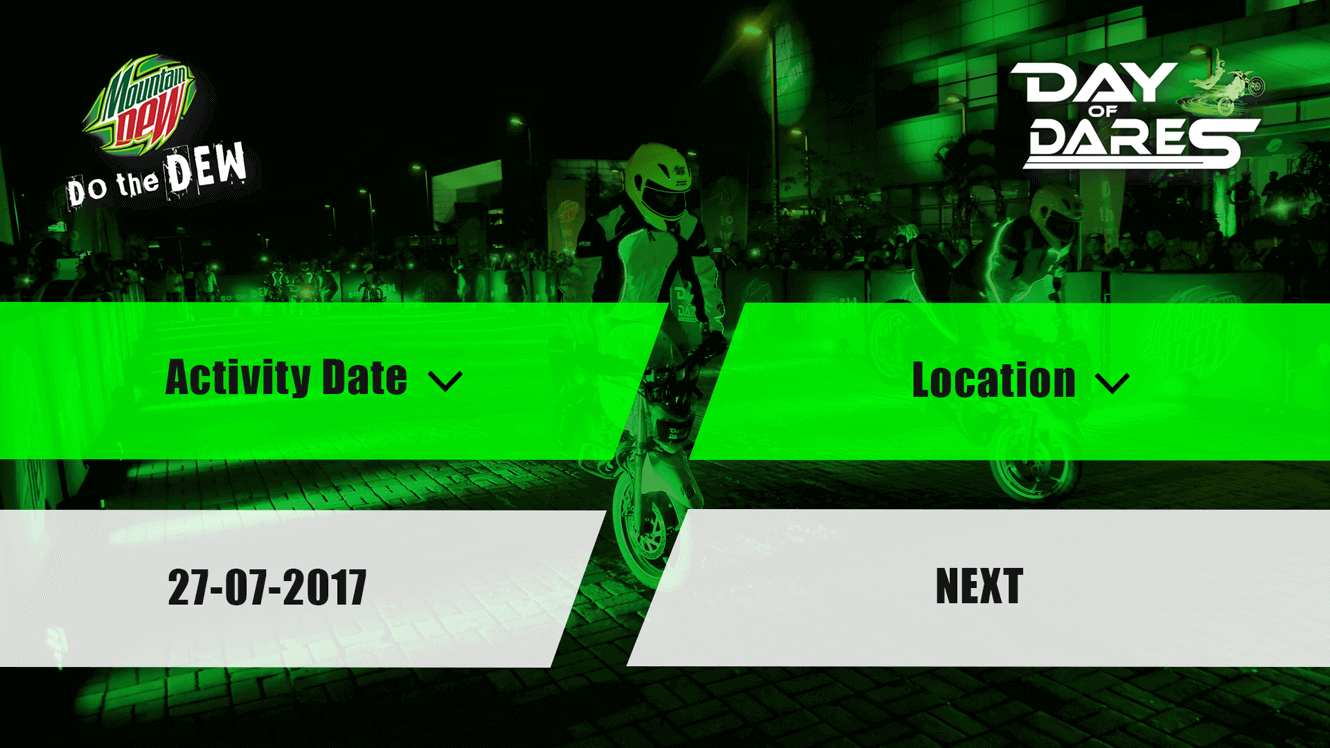 Mountain
DEW
Do the DEW
DAY
OF
DARES
Activity Date
Location
27-07-2017
NEXT